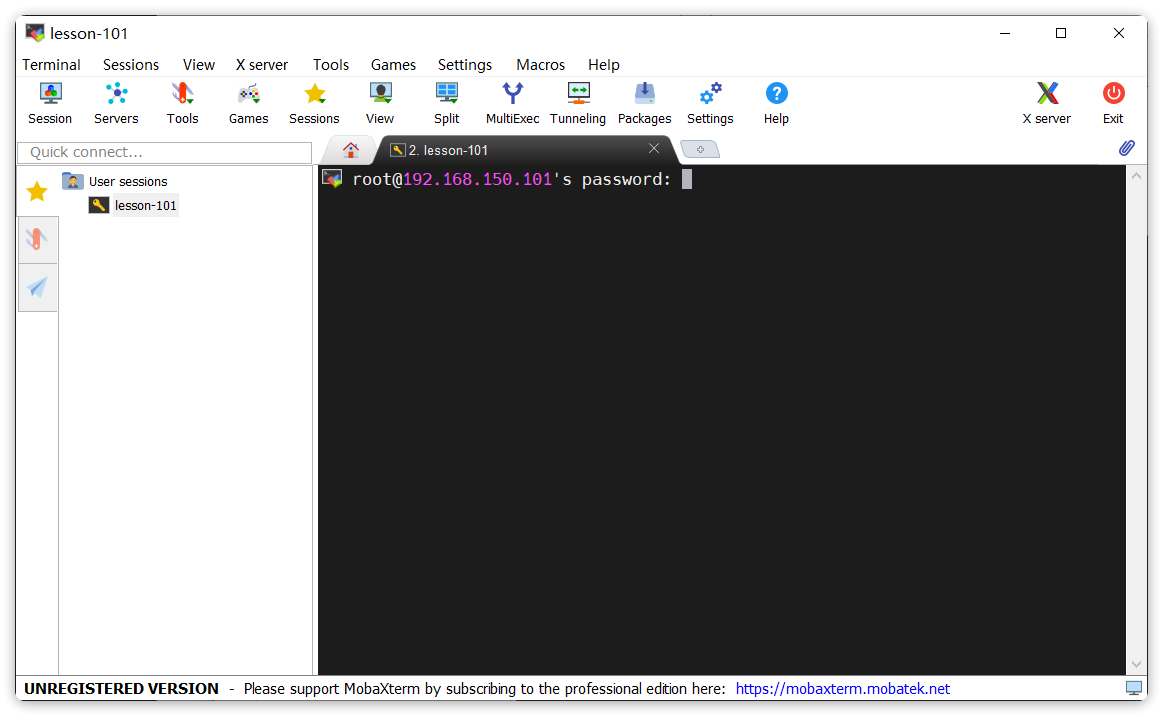 lesson-101
Terminal Sessions View X server Tools Games Settings Macros Help
Session Servers Tools Games Sessions View Split MultiExec Tunneling Packages Settings Help X server Exit
Quick connect... 2. lesson-101
User sessions
lesson-101
root@192.168.150.101's password:
UNREGISTERED VERSION - Please support MobaXterm by subscribing to the professional edition here: https://mobaxterm.mobatek.net